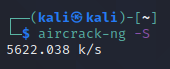 ┌──(kali㉿kali)-[~]
└─$ aircrack-ng -S
5622.038 k/s